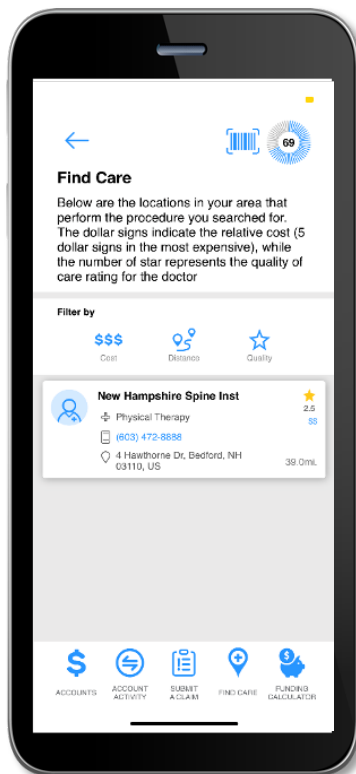 69
Find Care
Below are the locations in your area that
perform the procedure you searched for.
The dollar signs indicate the relative cost (5
dollar signs in the most expensive), while
the number of star represents the quality of
care rating for the doctor
Filter by
$$$
Cost
Distance
Quality
New Hampshire Spine Inst
2.5
Physical Therapy
$$
(603) 472-8888
4 Hawthorne Dr, Bedford, NH
03110, US
39.0mi.
$
$
ACCOUNTS
ACCOUNT
ACTIVITY
SUBMIT
A CLAIM
FIND CARE
FUNDING
CALCULATOR